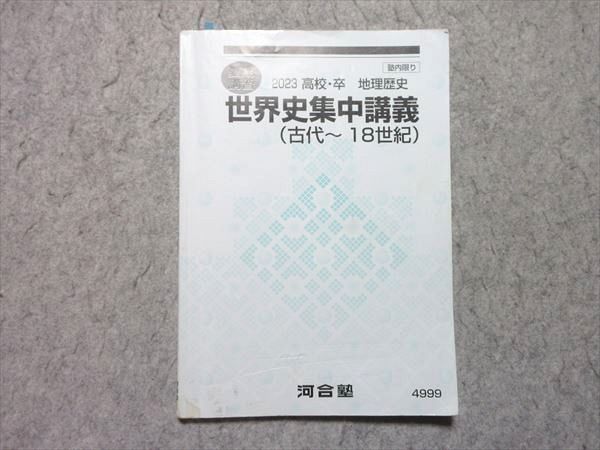 塾内限り
2023 高校・卒 地理歴史
世界史集中講義
(古代～18世紀)
河合塾
4999